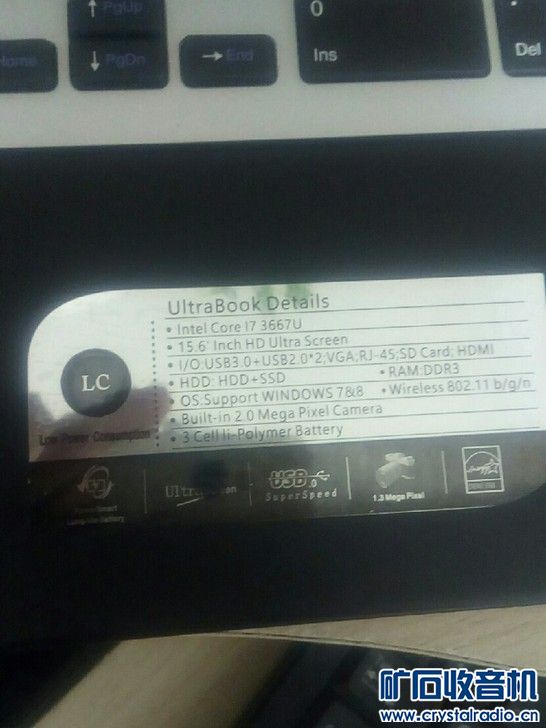 ↑ PgUp
Home
↓ PgDn
→ End
0
Ins
.
Del
UltraBook Details
• Intel Core I7 3667U
• 15.6' Inch HD Ultra Screen
• I/O:USB3.0+USB2.0*2;VGA;RJ-45;SD Card; HDMI
• HDD: HDD+SSD • RAM:DDR3
• OS:Support WINDOWS 7&8 • Wireless 802.11 b/g/n
• Built-in 2.0 Mega Pixel Camera
• 3 Cell li-Polymer Battery
LC
Low Power Consumption
Battery
USB 3.0
SuperSpeed
1.3 Mega Pixel
矿石收音机
www.crystalradio.cn